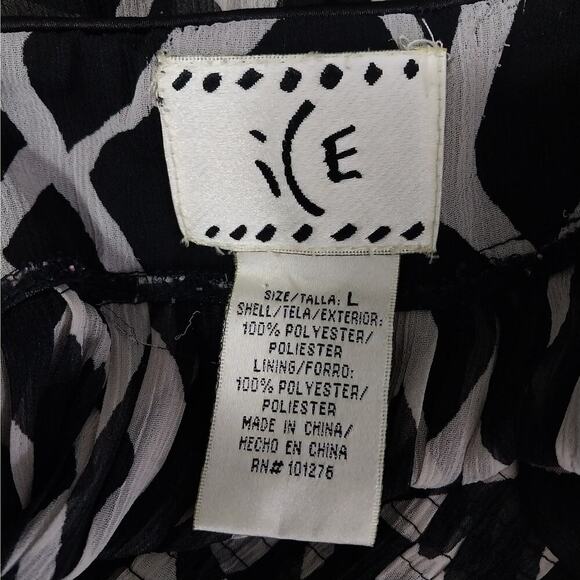 iCE
SIZE/TALLA: L
SHELL/TELA/EXTERIOR:
100% POLYESTER/
POLIESTER
LINING/FORRO:
100% POLYESTER/
POLIESTER
MADE IN CHINA/
HECHO EN CHINA
RN# 101276